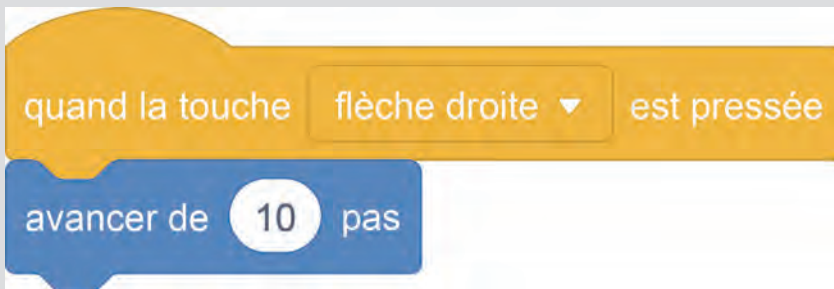 quand la touche flèche droite est pressée
avancer de 10 pas